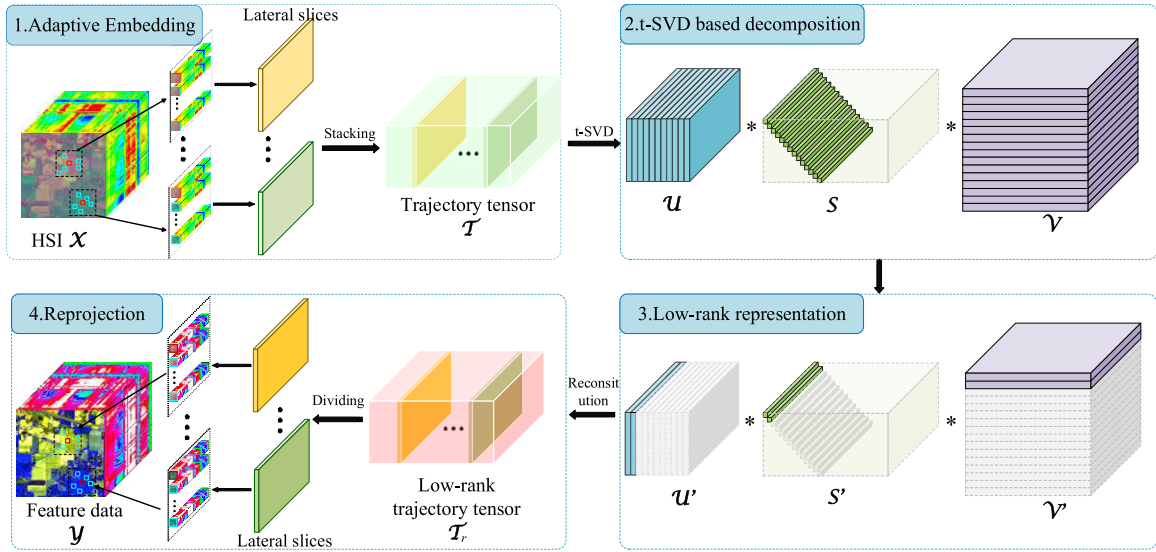 1.Adaptive Embedding
Lateral slices
HSI 𝒳
Stacking
Trajectory tensor
𝒯
t-SVD
2.t-SVD based decomposition
*
*
𝒰
𝒮
𝒱
4.Reprojection
Feature data
𝒴
Lateral slices
Dividing
Low-rank
trajectory tensor
𝒯r
Reconsit
ution
3.Low-rank representation
*
*
𝒰'
𝒮'
𝒱'